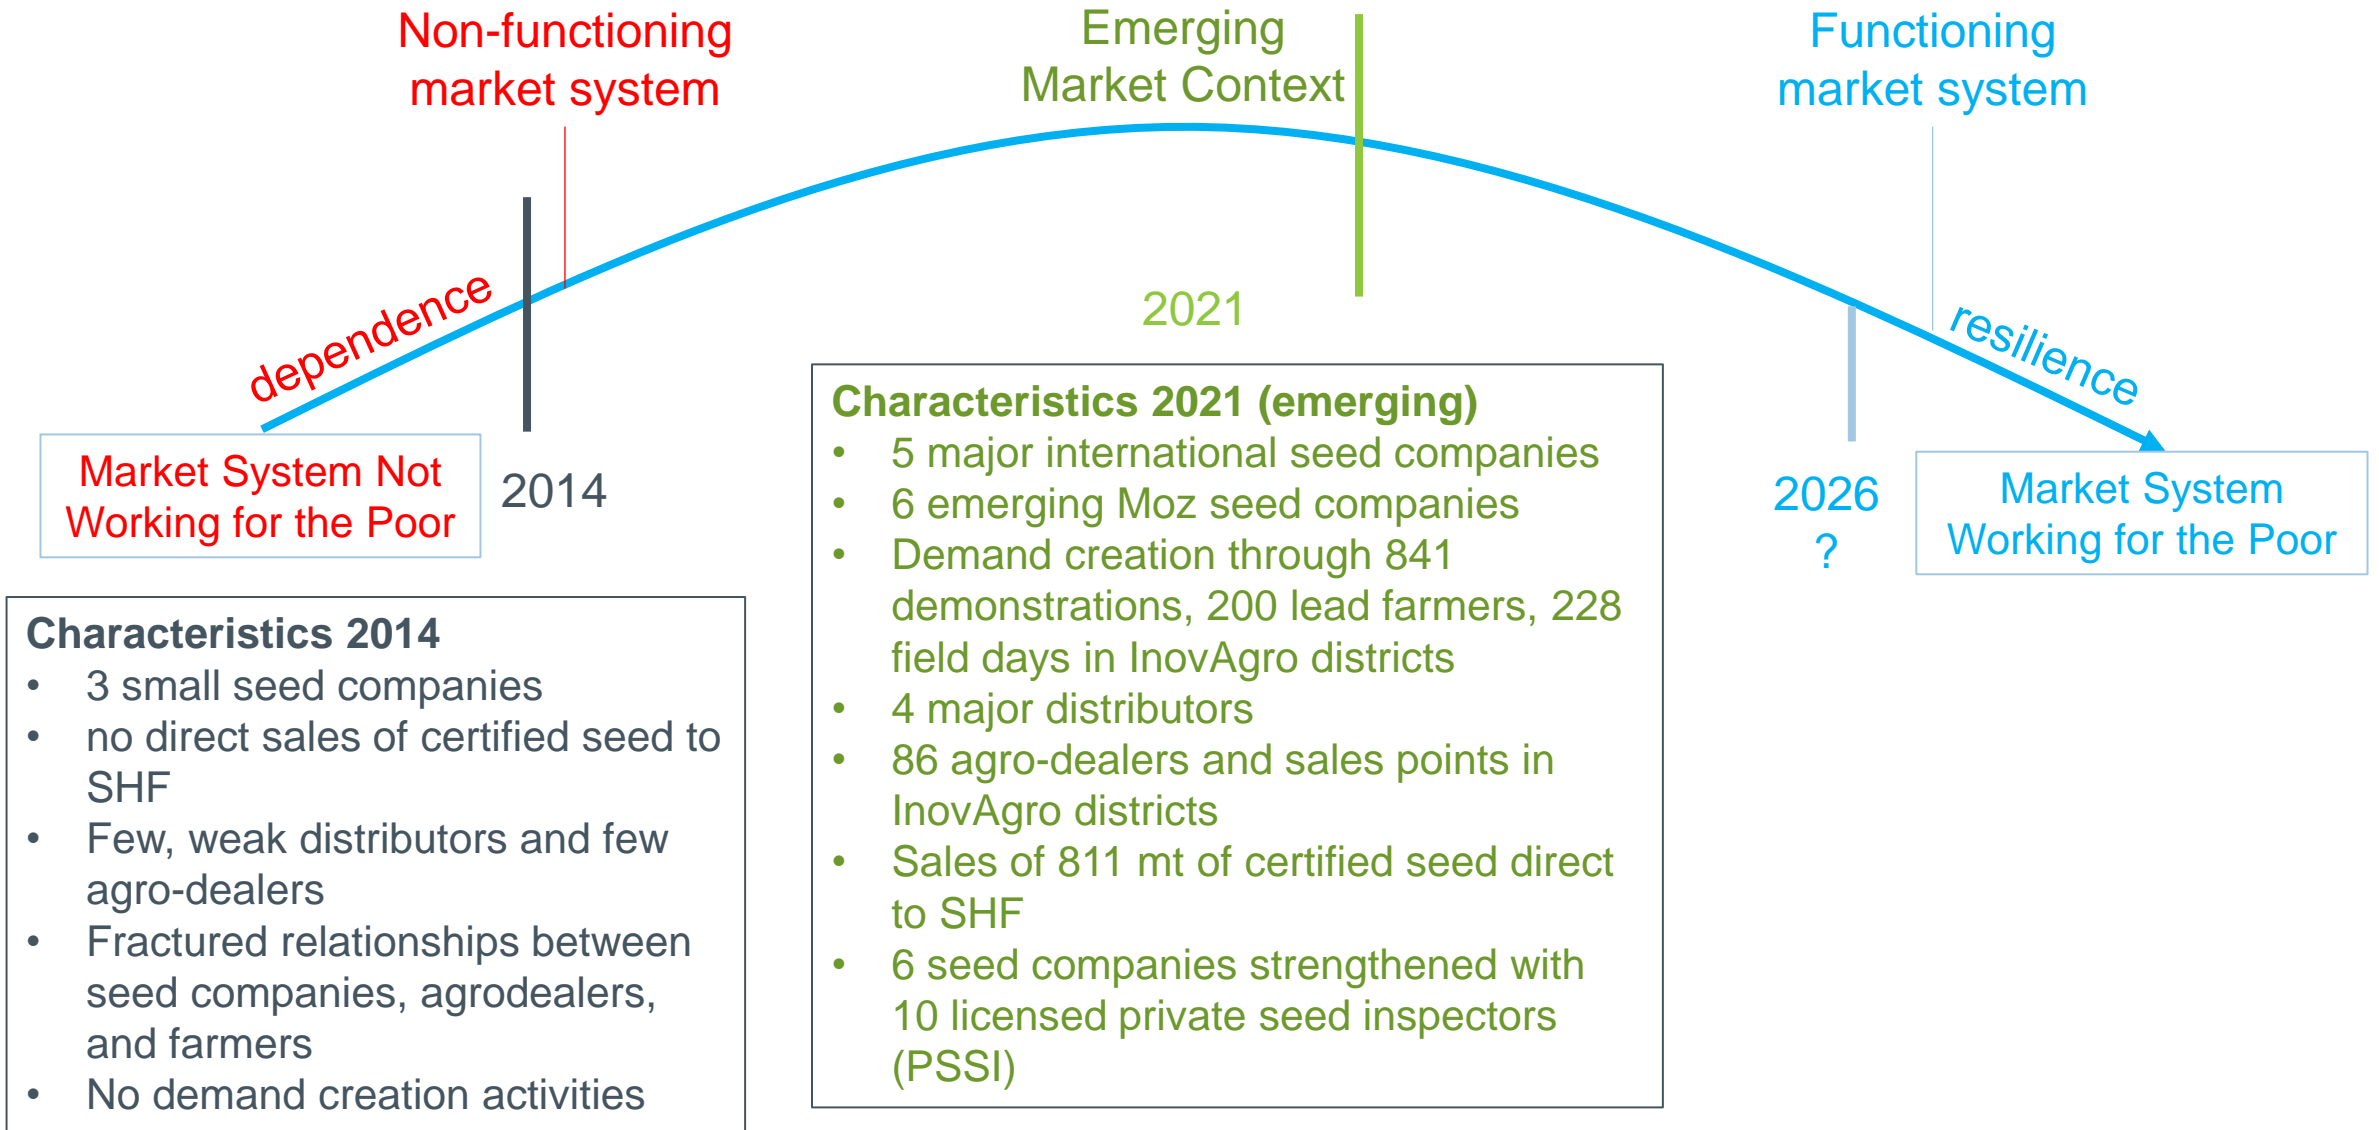 Non-functioning
market system
Emerging
Market Context
Functioning
market system
dependence
2021
resilience
Market System Not
Working for the Poor
2014
2026
?
Market System
Working for the Poor
Characteristics 2014
• 3 small seed companies
• no direct sales of certified seed to
SHF
• Few, weak distributors and few
agro-dealers
• Fractured relationships between
seed companies, agrodealers,
and farmers
• No demand creation activities
Characteristics 2021 (emerging)
• 5 major international seed companies
• 6 emerging Moz seed companies
• Demand creation through 841
demonstrations, 200 lead farmers, 228
field days in InovAgro districts
• 4 major distributors
• 86 agro-dealers and sales points in
InovAgro districts
• Sales of 811 mt of certified seed direct
to SHF
• 6 seed companies strengthened with
10 licensed private seed inspectors
(PSSI)